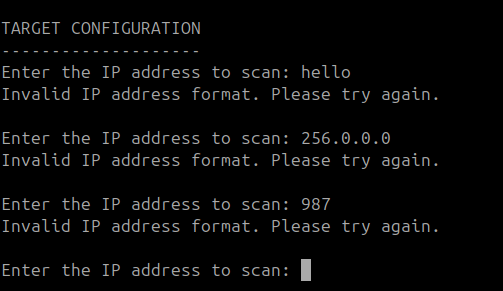 TARGET CONFIGURATION
--------------------
Enter the IP address to scan: hello
Invalid IP address format. Please try again.
Enter the IP address to scan: 256.0.0.0
Invalid IP address format. Please try again.
Enter the IP address to scan: 987
Invalid IP address format. Please try again.
Enter the IP address to scan: